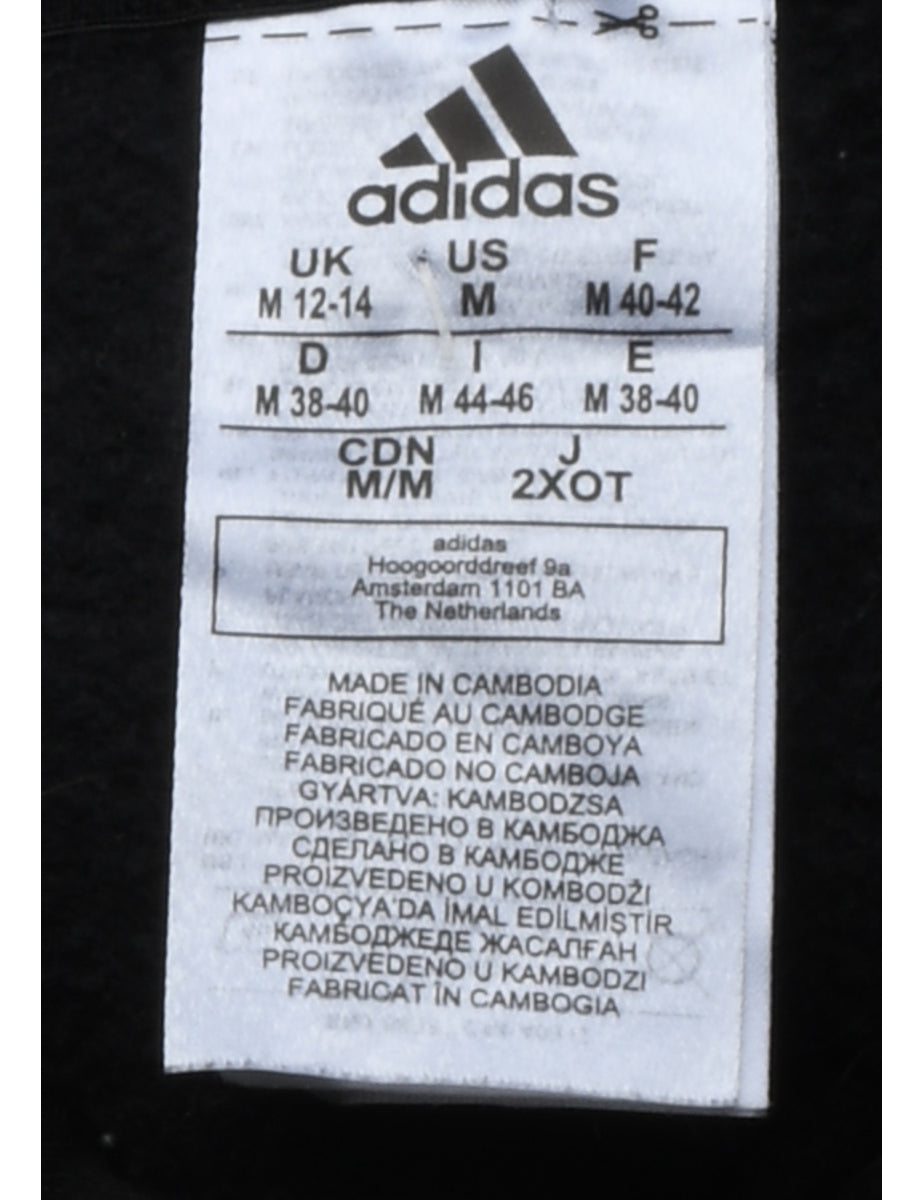 adidas
UK US F
M 12-14 M M 40-42
D I E
M 38-40 M 44-46 M 38-40
CDN J
M/M 2XOT
adidas
Hoogoorddreef 9a
Amsterdam 1101 BA
The Netherlands
MADE IN CAMBODIA
FABRIQUÉ AU CAMBODGE
FABRICADO EN CAMBOYA
FABRICADO NO CAMBOJA
GYÁRTVA: KAMBODZSA
ПРОИЗВЕДЕНО В КАМБОДЖА
СДЕЛАНО В КАМБОДЖЕ
PROIZVEDENO U KOMBODŽI
KAMBOÇYA'DA İMAL EDİLMİŞTİR
КАМБОДЖЕДЕ ЖАСАЛҒАН
PROIZVEDENO U KAMBODZI
FABRICAT ÎN CAMBOGIA